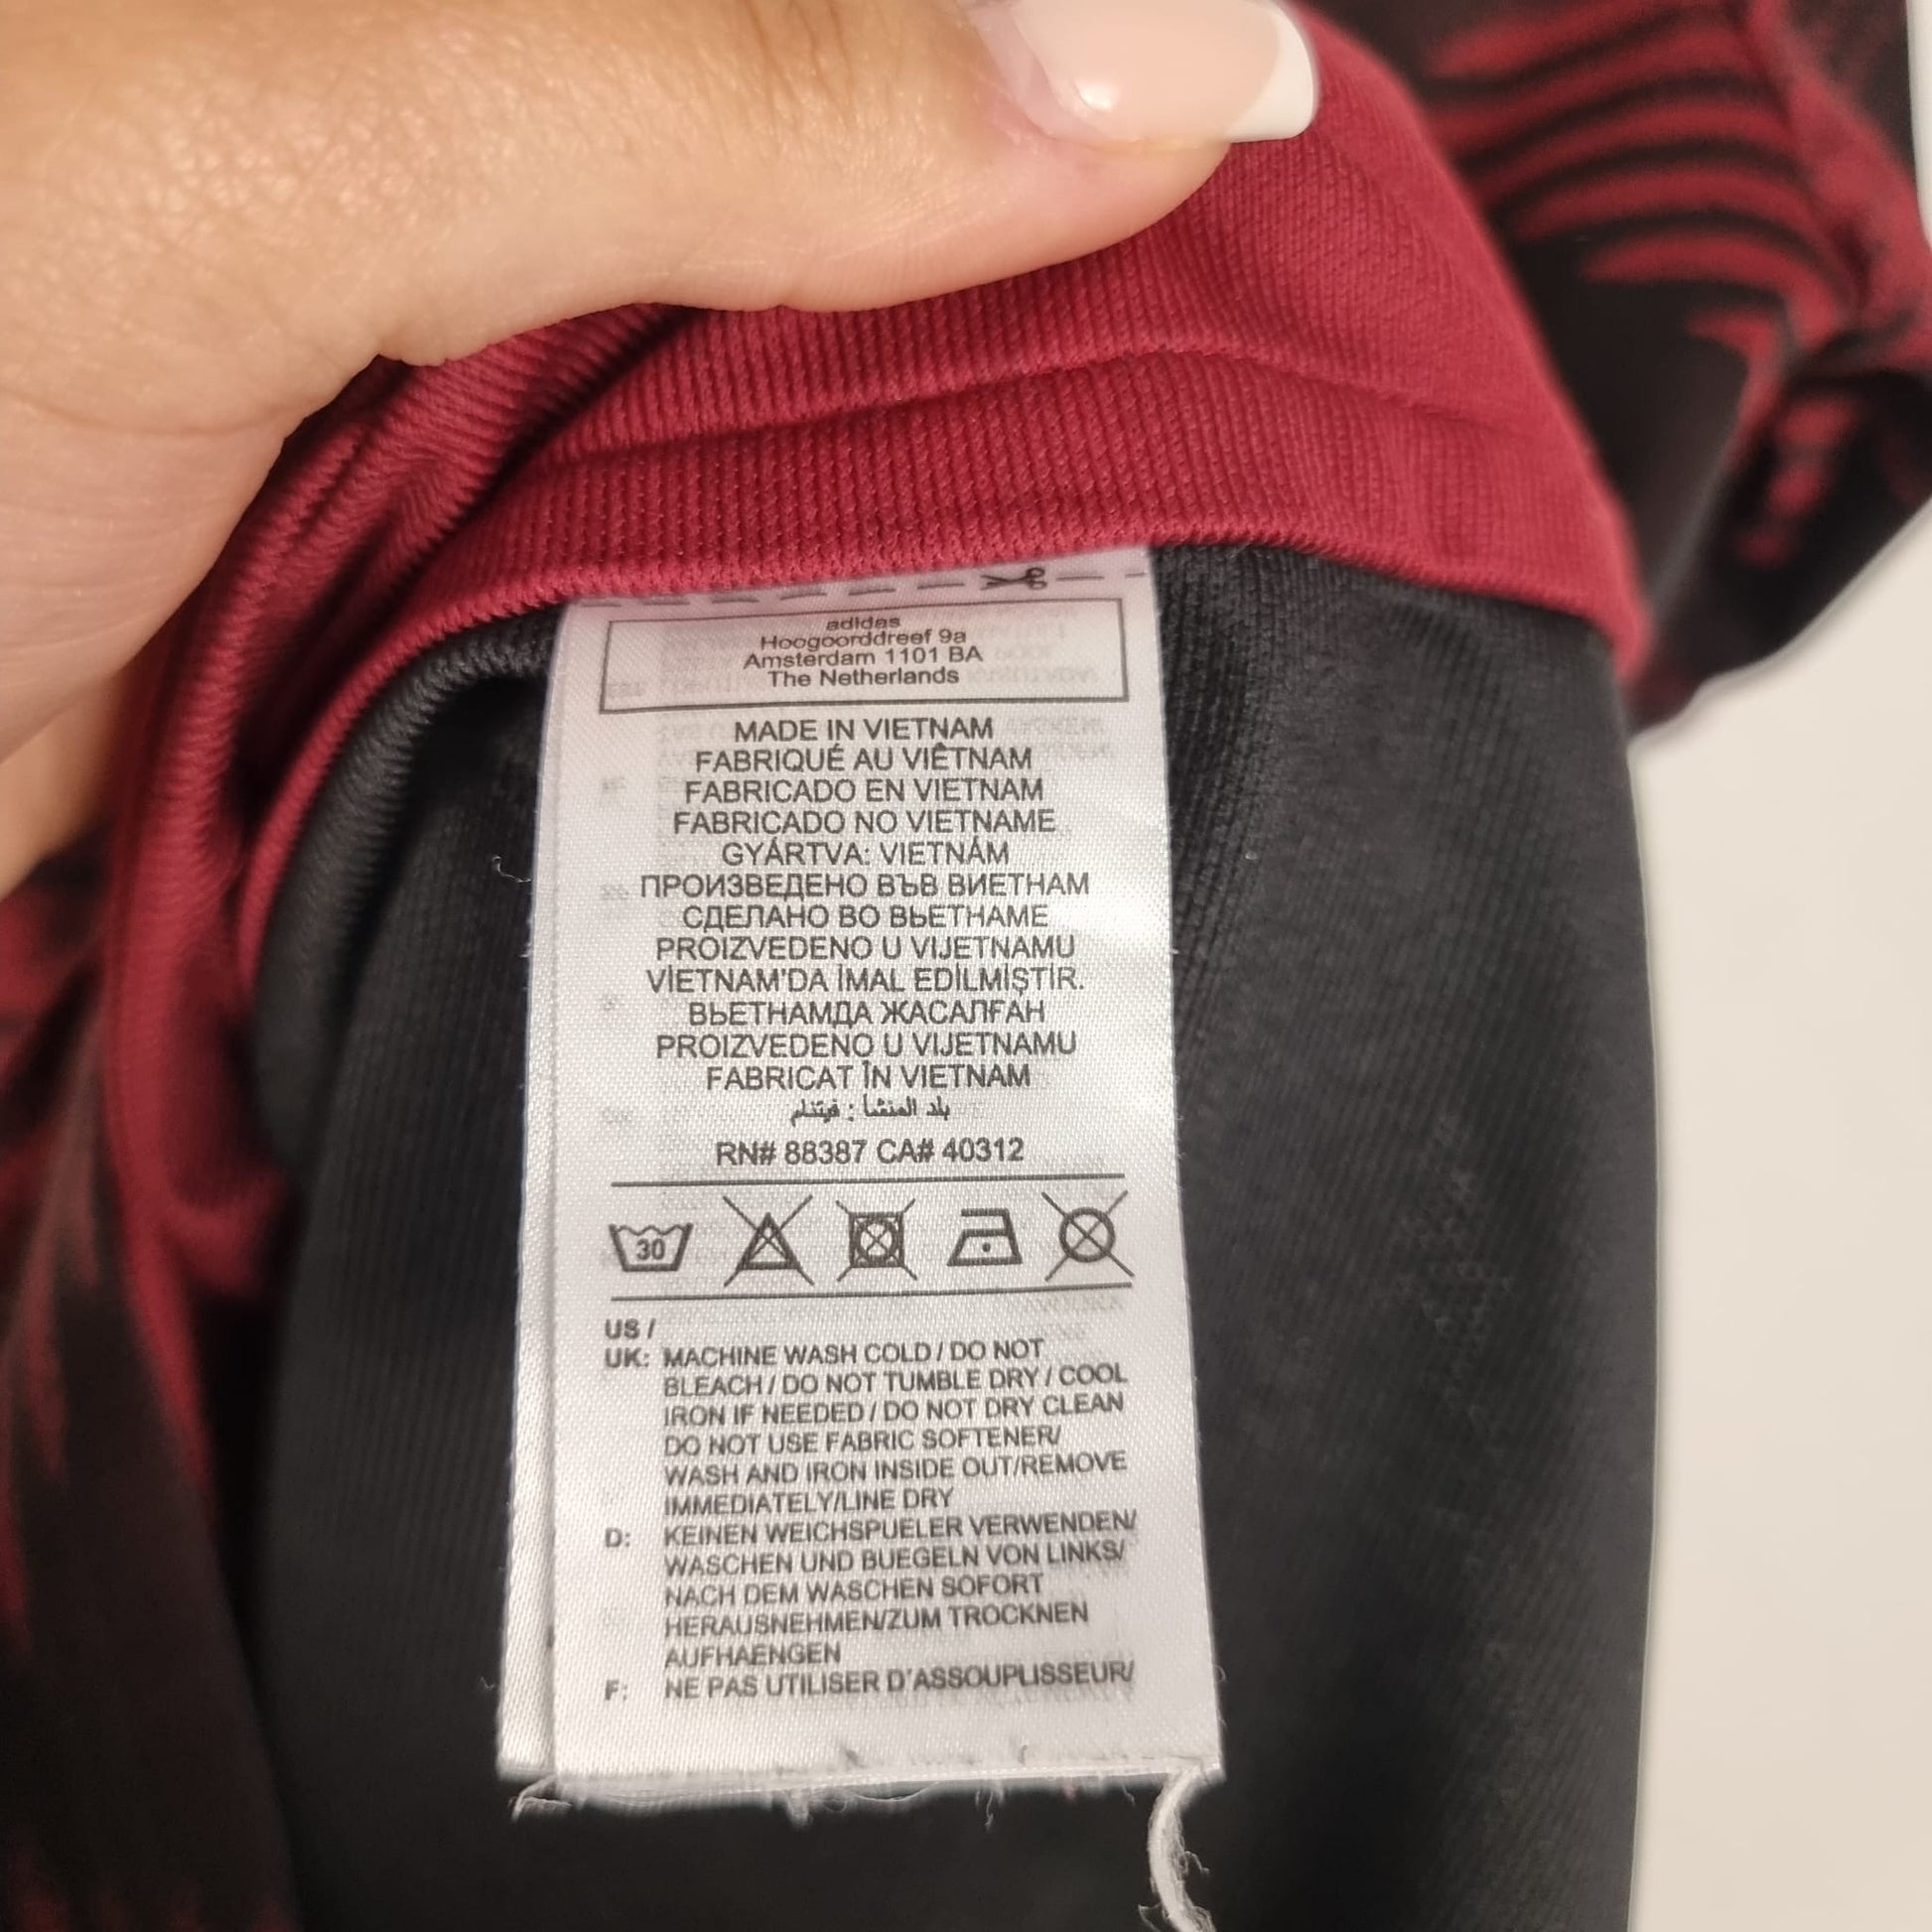 adidas
Hoogoorddreef 9a
Amsterdam 1101 BA
The Netherlands
MADE IN VIETNAM
FABRIQUÉ AU VIÊTNAM
FABRICADO EN VIETNAM
FABRICADO NO VIETNAME
GYÁRTVA: VIETNÁM
ПРОИЗВЕДЕНО ВЪВ ВИЕТНАМ
СДЕЛАНО ВО ВЬЕТНАМЕ
PROIZVEDENO U VIJETNAMU
VİETNAM'DA İMAL EDİLMİŞTİR.
ВЬЕТНАМДА ЖАСАЛҒАН
PROIZVEDENO U VIJETNAMU
FABRICAT ÎN VIETNAM
بلد المنشأ : فيتنام
RN# 88387 CA# 40312
30
US /
UK: MACHINE WASH COLD / DO NOT
BLEACH / DO NOT TUMBLE DRY / COOL
IRON IF NEEDED / DO NOT DRY CLEAN
DO NOT USE FABRIC SOFTENER/
WASH AND IRON INSIDE OUT/REMOVE
IMMEDIATELY/LINE DRY
D: KEINEN WEICHSPUELER VERWENDEN/
WASCHEN UND BUEGELN VON LINKS/
NACH DEM WASCHEN SOFORT
HERAUSNEHMEN/ZUM TROCKNEN
AUFHAENGEN
F: NE PAS UTILISER D'ASSOUPLISSEUR/